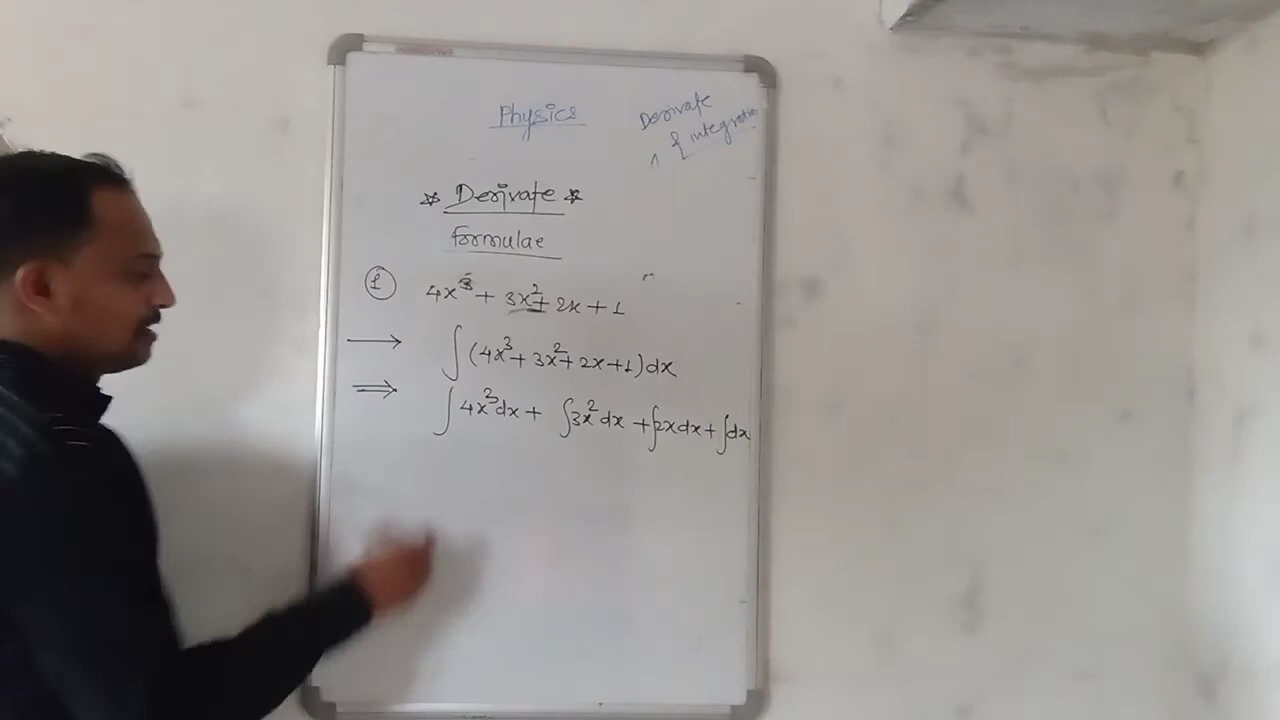 Physics
Derivate
& integration
* Derivate *
Formulae
① 4x³ + 3x² + 2x + 1
→ ∫(4x³ + 3x² + 2x + 1)dx
⇒ ∫4x³dx + ∫3x²dx + ∫2xdx + ∫dx